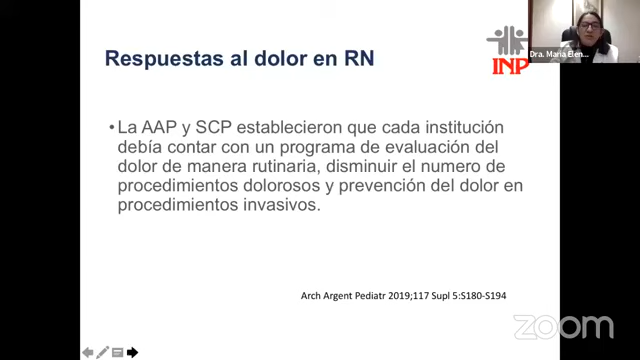 Respuestas al dolor en RN
INP
Dra. Maria Elen...
•La AAP y SCP establecieron que cada institución
debía contar con un programa de evaluación del
dolor de manera rutinaria, disminuir el numero de
procedimientos dolorosos y prevención del dolor en
procedimientos invasivos.
Arch Argent Pediatr 2019;117 Supl 5:S180-S194
zoom